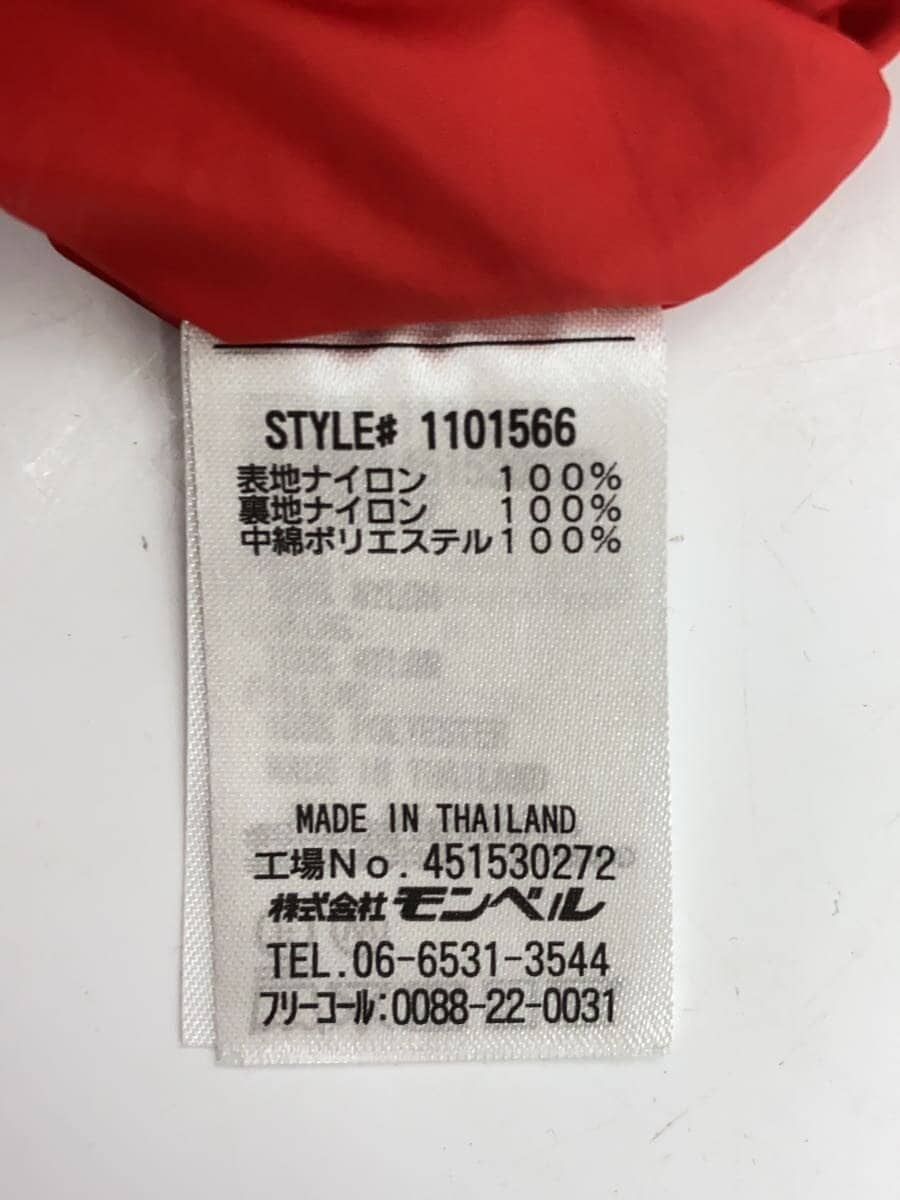 STYLE# 1101566
表地ナイロン 100%
裏地ナイロン 100%
中綿ポリエステル100%
MADE IN THAILAND
工場No. 451530272
株式会社モンベル
TEL.06-6531-3544
フリーコール:0088-22-0031